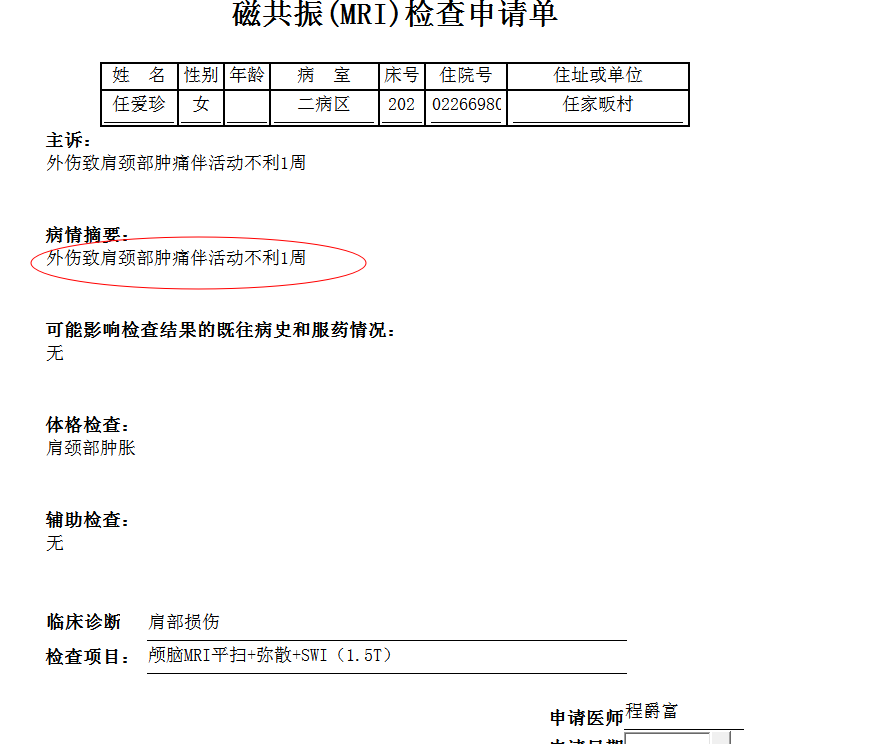 磁共振(MRI)检查申请单
姓 名 性别 年龄 病 室 床号 住院号 住址或单位
任爱珍 女 二病区 202 02266980 任家畈村
主诉：
外伤致肩颈部肿痛伴活动不利1周
病情摘要：
外伤致肩颈部肿痛伴活动不利1周
可能影响检查结果的既往病史和服药情况：
无
体格检查：
肩颈部肿胀
辅助检查：
无
临床诊断 肩部损伤
检查项目： 颅脑MRI平扫+弥散+SWI（1.5T）
申请医师 程爵富